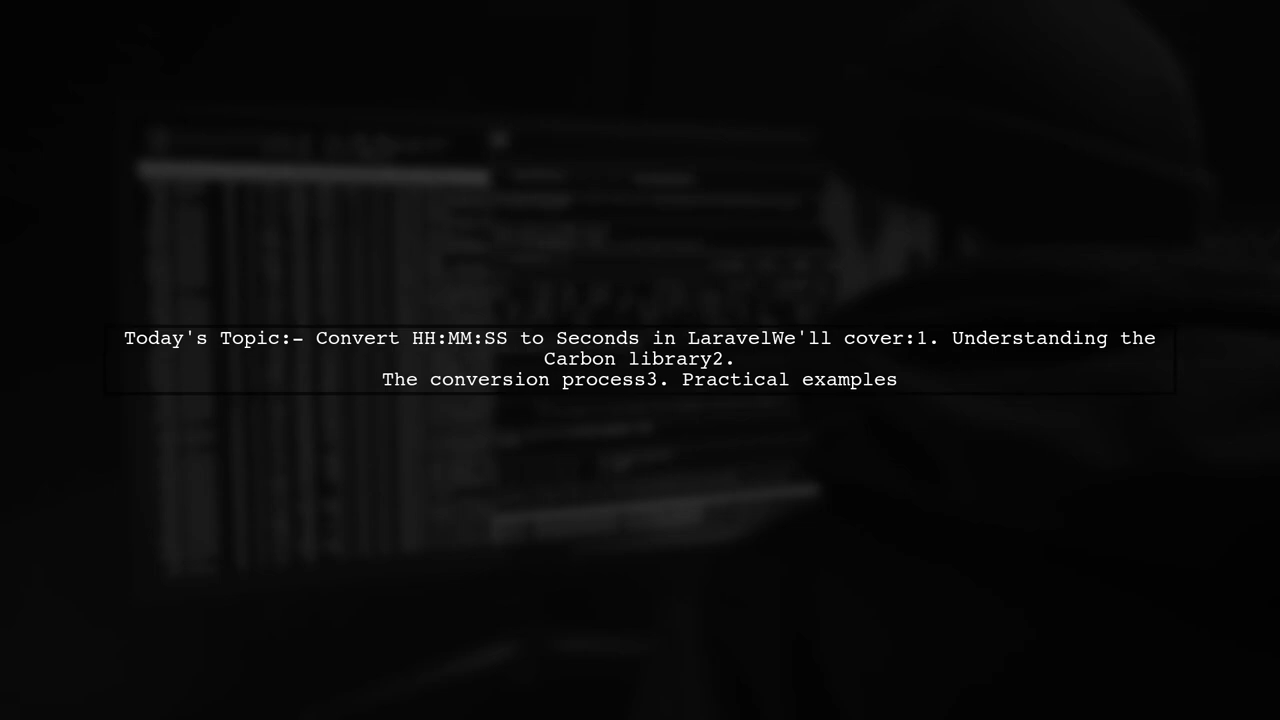 Today's Topic:- Convert HH:MM:SS to Seconds in LaravelWe'll cover:1. Understanding the
Carbon library2.
The conversion process3. Practical examples